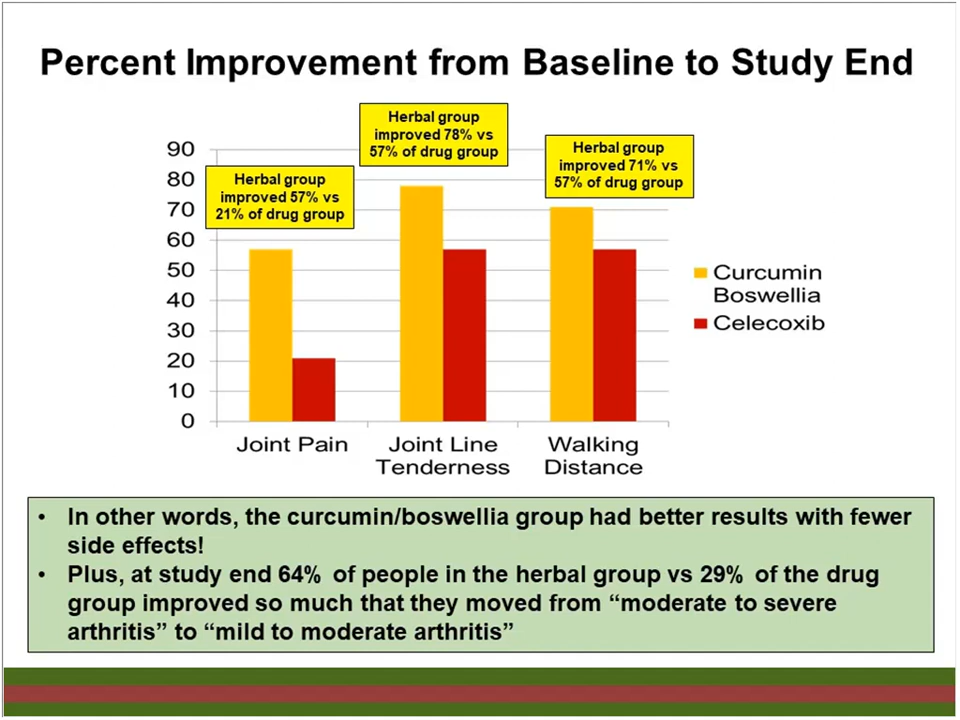 Percent Improvement from Baseline to Study End
Herbal group
improved 78% vs
57% of drug group
Herbal group
improved 71% vs
57% of drug group
Herbal group
improved 57% vs
21% of drug group
90
80
70
60
50
40
30
20
10
0
Joint Pain
Joint Line
Tenderness
Walking
Distance
Curcumin
Boswellia
Celecoxib
• In other words, the curcumin/boswellia group had better results with fewer
side effects!
• Plus, at study end 64% of people in the herbal group vs 29% of the drug
group improved so much that they moved from “moderate to severe
arthritis” to “mild to moderate arthritis”